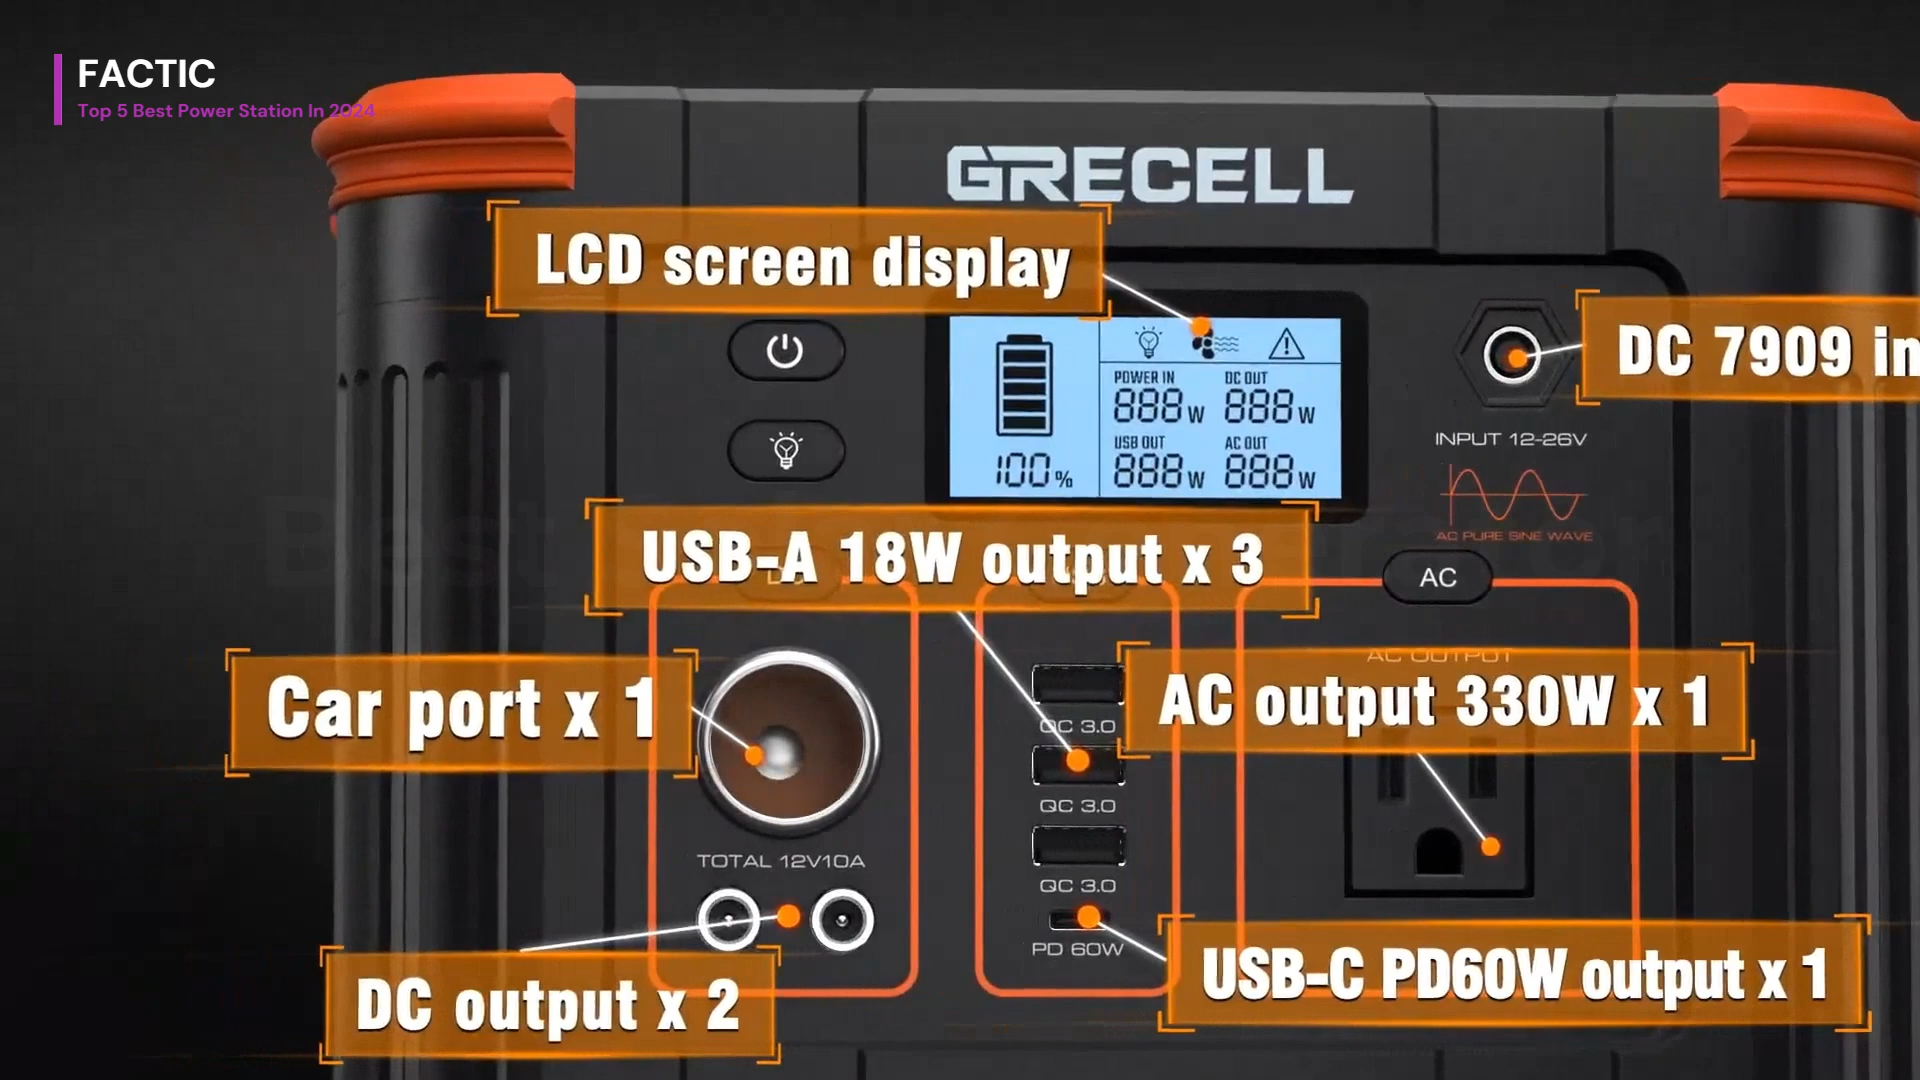 FACTIC
Top 5 Best Power Station In 2024
GRECELL
LCD screen display
DC 7909 in
POWER IN
DC OUT
888W
888W
USB OUT
AC OUT
100%
888W
888W
INPUT 12-26V
AC PURE SINE WAVE
USB-A 18W output x 3
AC
AC OUTPUT
Car port x 1
AC output 330W x 1
QC 3.0
QC 3.0
TOTAL 12V10A
QC 3.0
PD 60W
DC output x 2
USB-C PD60W output x 1